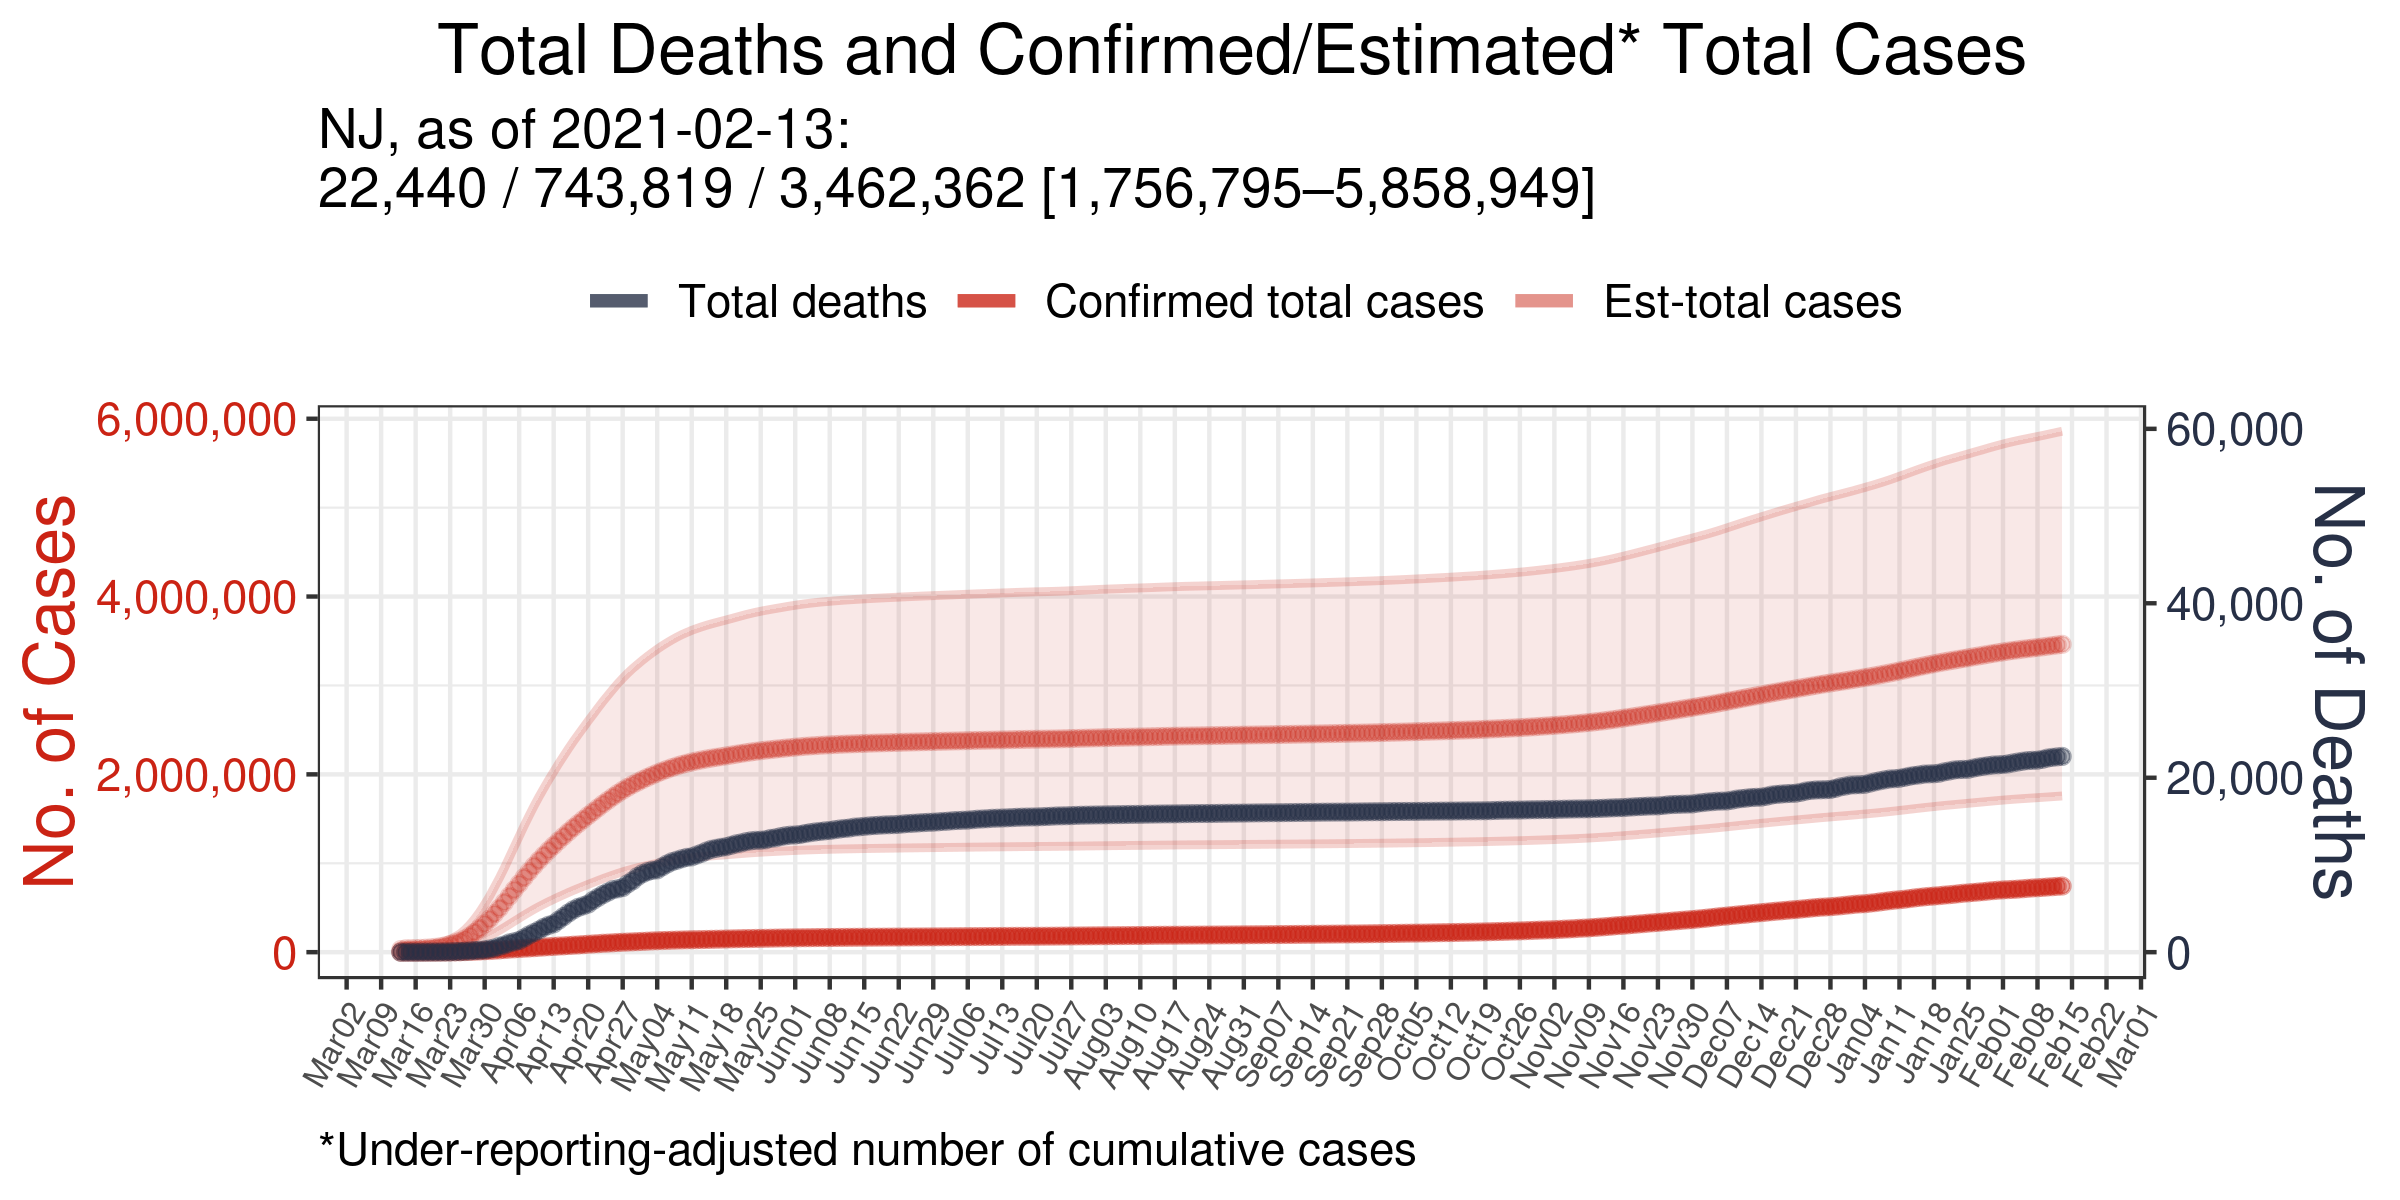 Total Deaths and Confirmed/Estimated* Total Cases
NJ, as of 2021-02-13:
22,440 / 743,819 / 3,462,362 [1,756,795–5,858,949]
Total deaths
Confirmed total cases
Est-total cases
No. of Cases
6,000,000
4,000,000
2,000,000
0
60,000
40,000
20,000
0
No. of Deaths
Mar02
Mar09
Mar16
Mar23
Mar30
Apr06
Apr13
Apr20
Apr27
May04
May11
May18
May25
Jun01
Jun08
Jun15
Jun22
Jun29
Jul06
Jul13
Jul20
Jul27
Aug03
Aug10
Aug17
Aug24
Aug31
Sep07
Sep14
Sep21
Sep28
Oct05
Oct12
Oct19
Oct26
Nov02
Nov09
Nov16
Nov23
Nov30
Dec07
Dec14
Dec21
Dec28
Jan04
Jan11
Jan18
Jan25
Feb01
Feb08
Feb15
Feb22
Mar01
*Under-reporting-adjusted number of cumulative cases